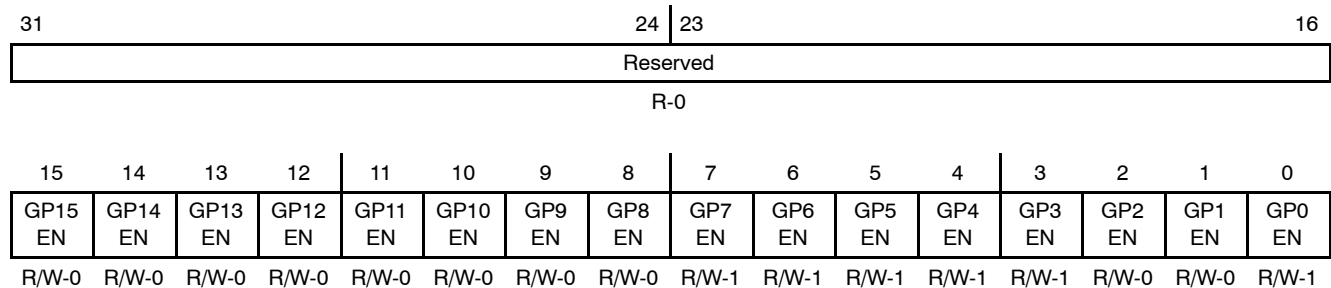 31 24 23 16
Reserved
R-0
15 14 13 12 11 10 9 8 7 6 5 4 3 2 1 0
GP15 GP14 GP13 GP12 GP11 GP10 GP9 GP8 GP7 GP6 GP5 GP4 GP3 GP2 GP1 GP0
EN EN EN EN EN EN EN EN EN EN EN EN EN EN EN EN
R/W-0 R/W-0 R/W-0 R/W-0 R/W-0 R/W-0 R/W-0 R/W-0 R/W-1 R/W-1 R/W-1 R/W-1 R/W-1 R/W-0 R/W-0 R/W-1